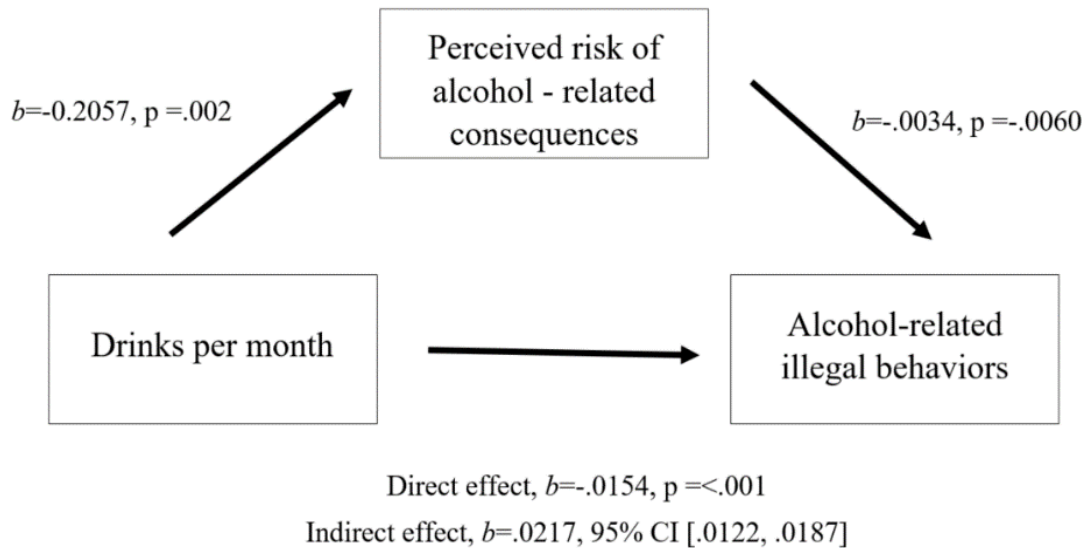 Perceived risk of
alcohol - related
consequences
b=-0.2057, p =.002
b=-.0034, p =-.0060
Drinks per month
Alcohol-related
illegal behaviors
Direct effect, b=-.0154, p =<.001
Indirect effect, b=.0217, 95% CI [.0122, .0187]